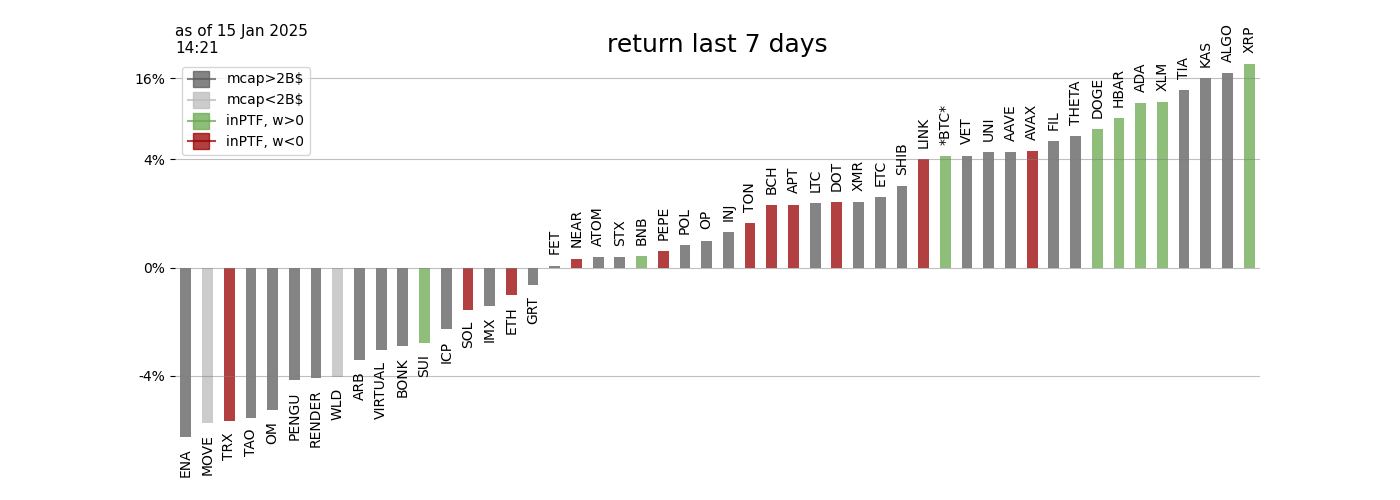 as of 15 Jan 2025
14:21
return last 7 days
mcap>2B$
mcap<2B$
inPTF, w>0
inPTF, w<0
16%
4%
0%
-4%
ENA
MOVE
TRX
TAO
OM
PENGU
RENDER
WLD
ARB
VIRTUAL
BONK
SUI
ICP
SOL
IMX
ETH
GRT
FET
NEAR
ATOM
STX
BNB
PEPE
POL
OP
INJ
TON
BCH
APT
LTC
DOT
XMR
ETC
SHIB
LINK
*BTC*
VET
UNI
AAVE
AVAX
FIL
THETA
DOGE
HBAR
ADA
XLM
TIA
KAS
ALGO
XRP